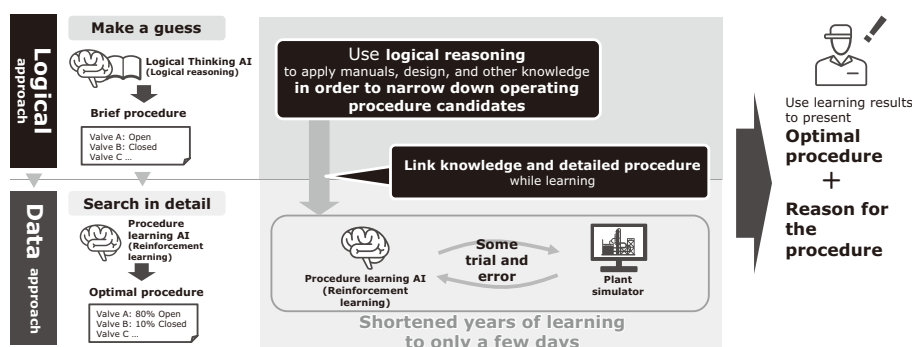 Logical
approach
Make a guess
Logical Thinking AI
(Logical reasoning)
Brief procedure
Valve A: Open
Valve B: Closed
Valve C ...
Data approach
Search in detail
Procedure
learning AI
(Reinforcement
learning)
Optimal procedure
Valve A: 80% Open
Valve B: 10% Closed
Valve C ...
Use logical reasoning
to apply manuals, design, and other knowledge
in order to narrow down operating
procedure candidates
Link knowledge and detailed procedure
while learning
Procedure learning AI
(Reinforcement
learning)
Some
trial and
error
Plant
simulator
Shortened years of learning
to only a few days
Use learning results
to present
Optimal
procedure
+
Reason for
the
procedure